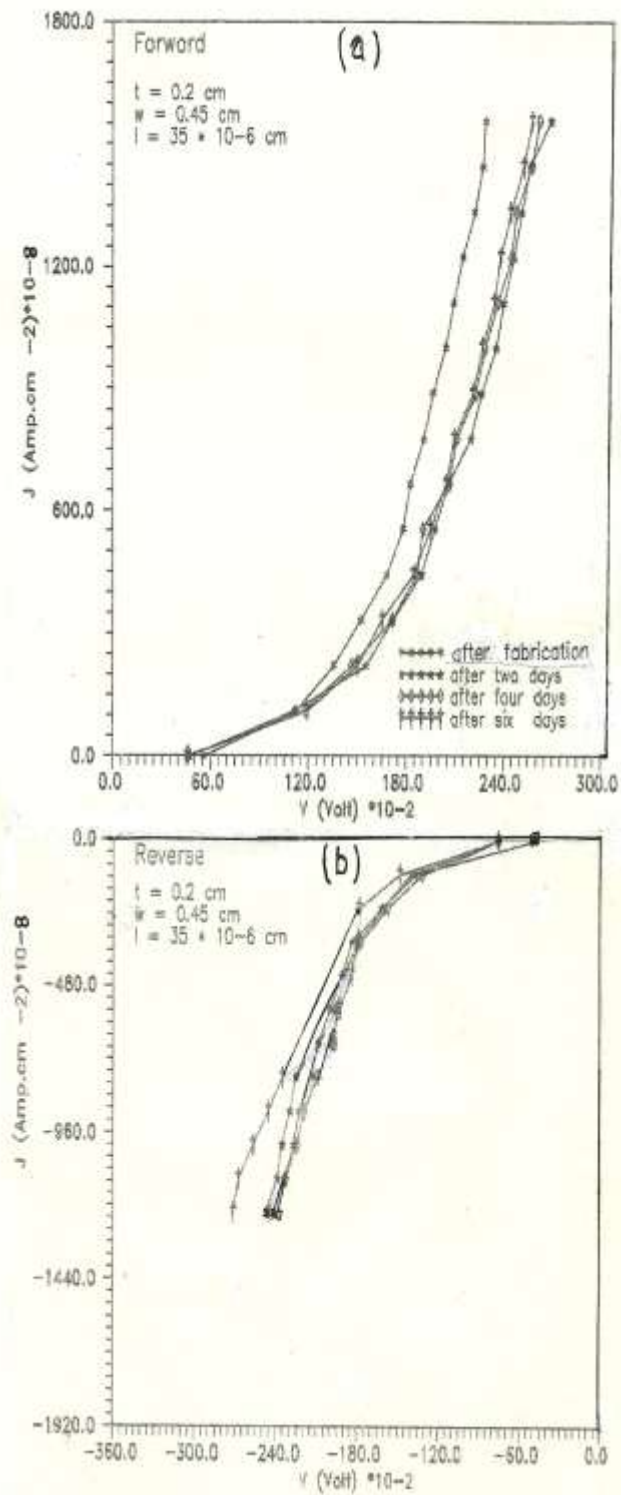 1800.0
Forward
(a)
t = 0.2 cm
w = 0.45 cm
l = 35 * 10-6 cm
1200.0
J (Amp.cm -2)*10-8
600.0
after fabrication
after two days
after four days
after six days
0.0
0.0 60.0 120.0 180.0 240.0 300.0
V (Volt) *10-2
0.0
Reverse
(b)
t = 0.2 cm
w = 0.45 cm
l = 35 * 10-6 cm
-480.0
J (Amp.cm -2)*10-8
-960.0
-1440.0
-1920.0
-350.0 -300.0 -240.0 -180.0 -120.0 -60.0 0.0
V (Volt) *10-2